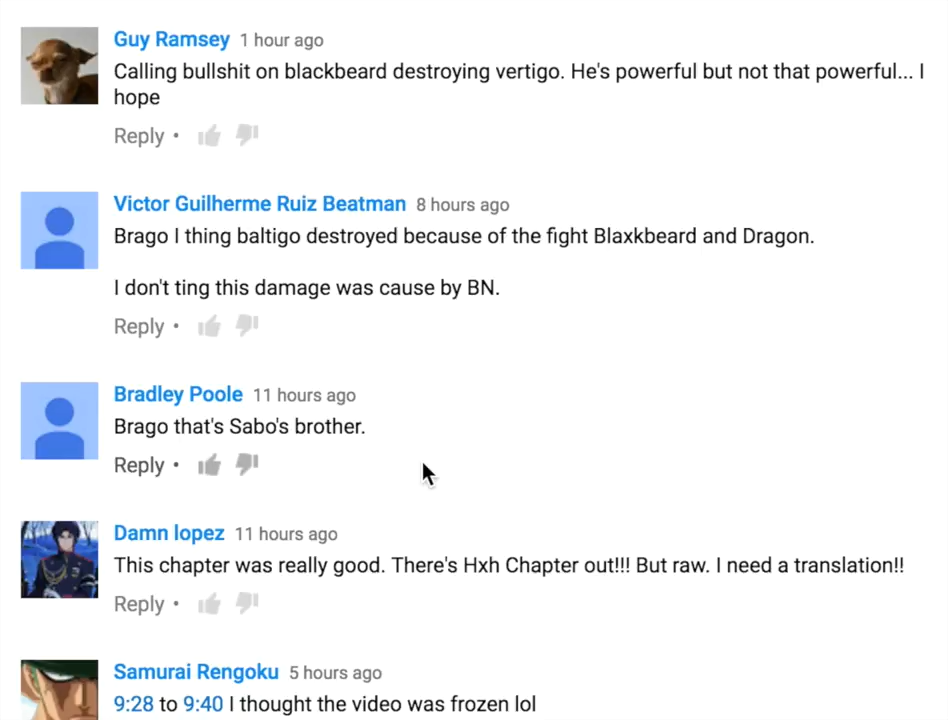 Guy Ramsey 1 hour ago
Calling bullshit on blackbeard destroying vertigo. He's powerful but not that powerful... I
hope
Reply •
Victor Guilherme Ruiz Beatman 8 hours ago
Brago I thing baltigo destroyed because of the fight Blaxkbeard and Dragon.
I don't ting this damage was cause by BN.
Reply •
Bradley Poole 11 hours ago
Brago that's Sabo's brother.
Reply •
Damn lopez 11 hours ago
This chapter was really good. There's Hxh Chapter out!!! But raw. I need a translation!!
Reply •
Samurai Rengoku 5 hours ago
9:28 to 9:40 I thought the video was frozen lol